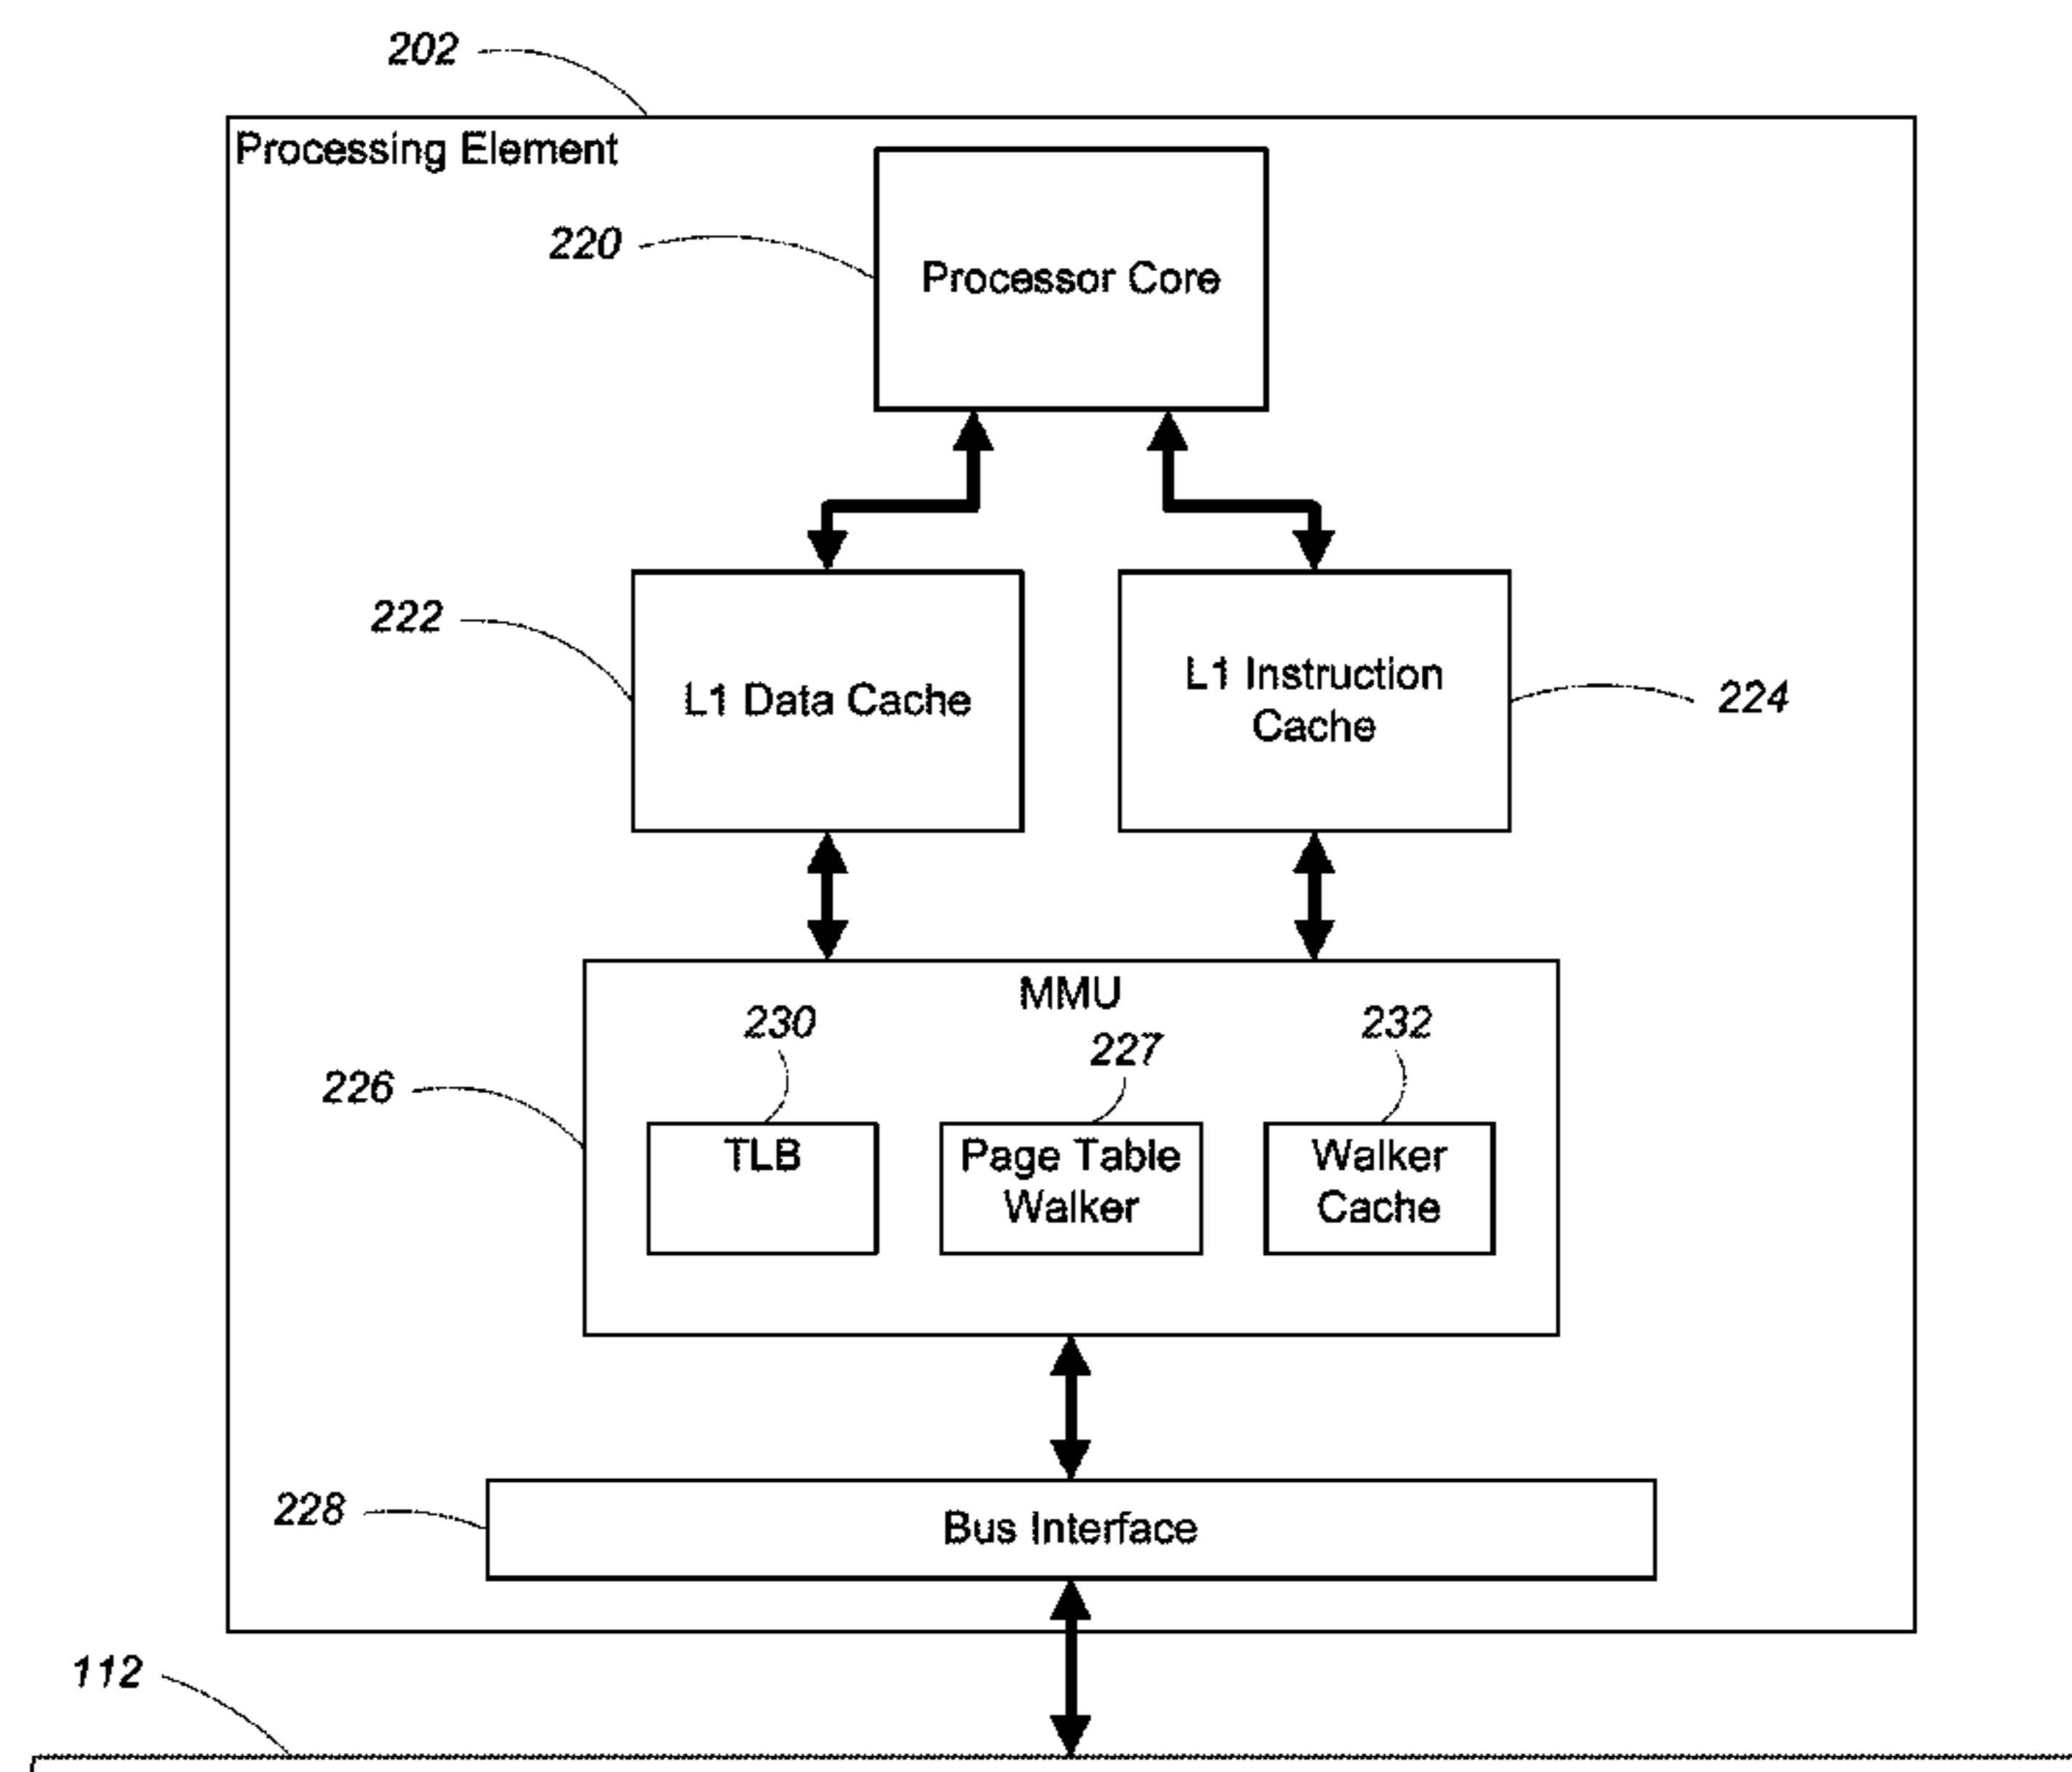 202
Processing Element
220
Processor Core
222
L1 Data Cache
L1 Instruction
Cache
224
MMU
230
227
232
226
TLB
Page Table
Walker
Walker
Cache
228
Bus Interface
112